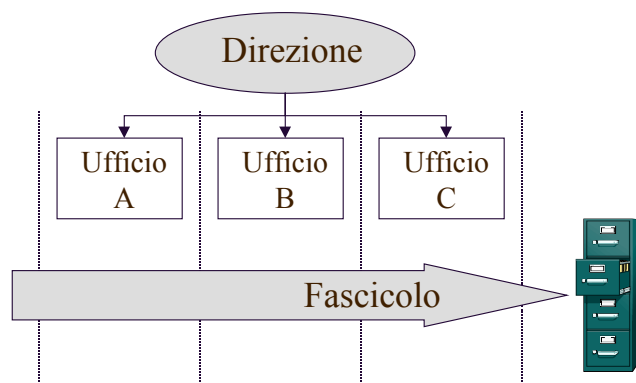 Direzione
Ufficio
A
Ufficio
B
Ufficio
C
Fascicolo